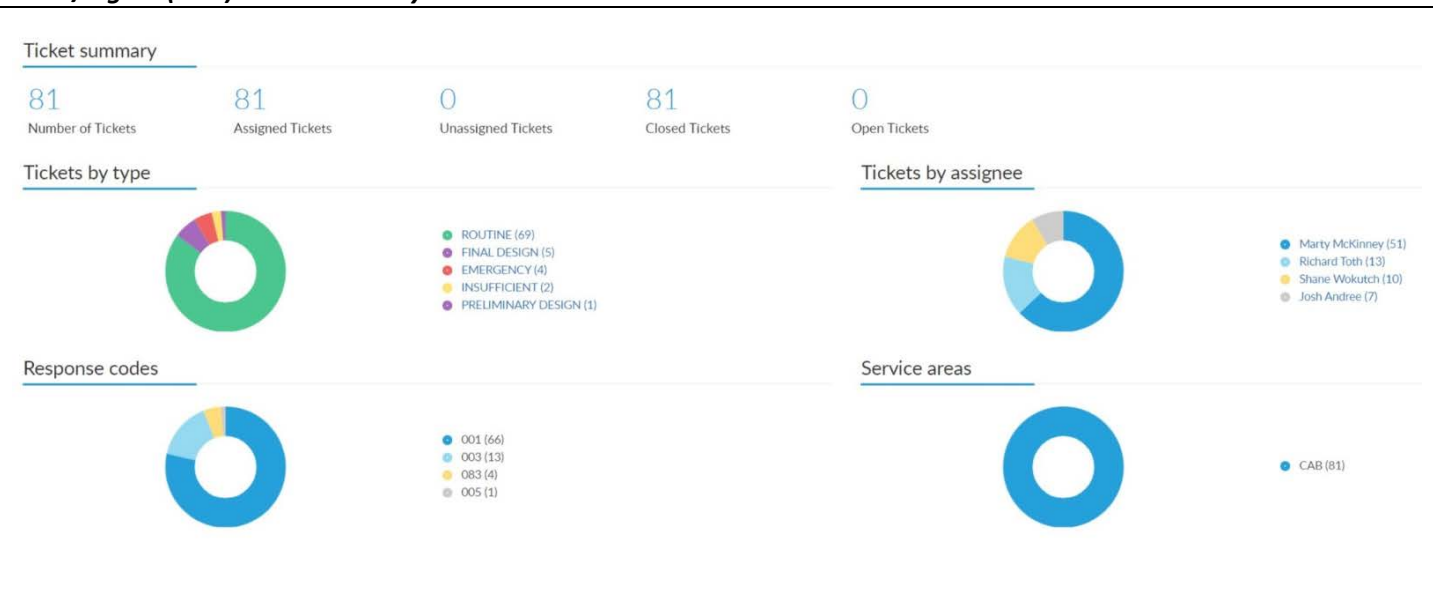 Ticket summary
81 81 0 81 0
Number of Tickets Assigned Tickets Unassigned Tickets Closed Tickets Open Tickets
Tickets by type Tickets by assignee
ROUTINE (69)
FINAL DESIGN (5)
EMERGENCY (4)
INSUFFICIENT (2)
PRELIMINARY DESIGN (1)
Marty McKinney (51)
Richard Toth (13)
Shane Wokutch (10)
Josh Andree (7)
Response codes Service areas
001 (66)
003 (13)
083 (4)
005 (1)
CAB (81)